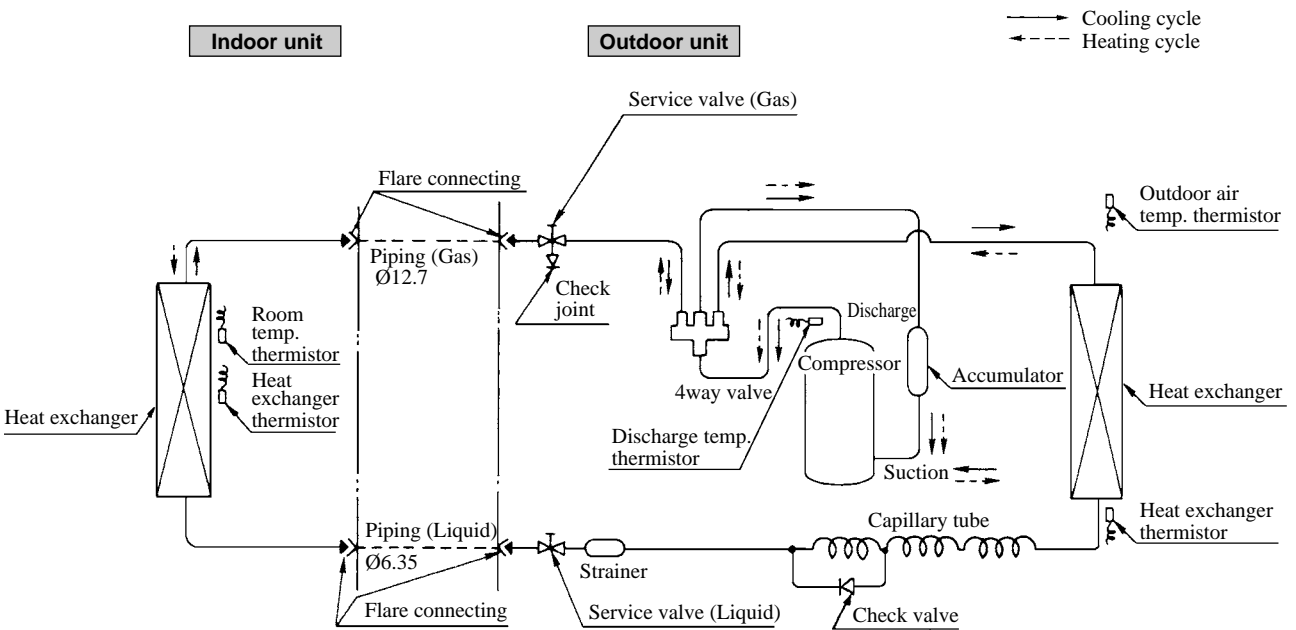 Cooling cycle
Heating cycle
Indoor unit
Outdoor unit
Service valve (Gas)
Flare connecting
Outdoor air
temp. thermistor
Piping (Gas)
Ø12.7
Check
joint
Room
temp.
thermistor
Heat
exchanger
thermistor
Heat exchanger
Discharge
Compressor
4way valve
Accumulator
Heat exchanger
Discharge temp.
thermistor
Suction
Piping (Liquid)
Ø6.35
Capillary tube
Heat exchanger
thermistor
Strainer
Flare connecting
Service valve (Liquid)
Check valve